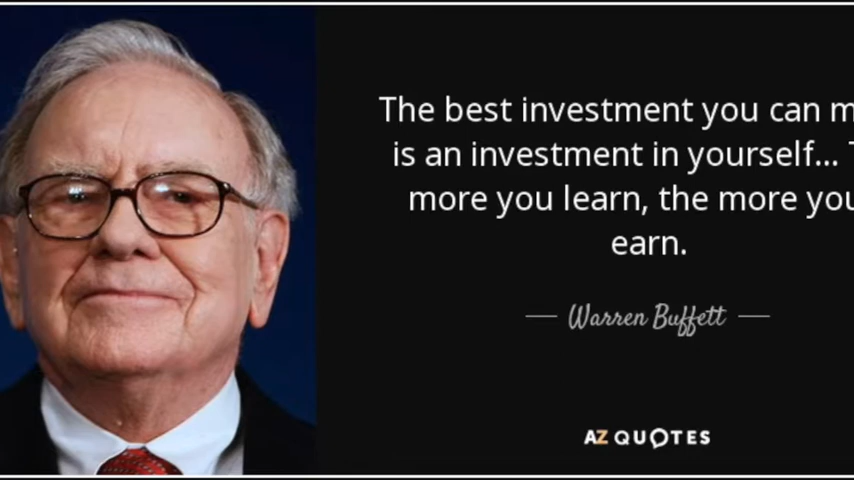 The best investment you can m
is an investment in yourself...
more you learn, the more you
earn.
Warren Buffett
AZ QUOTES